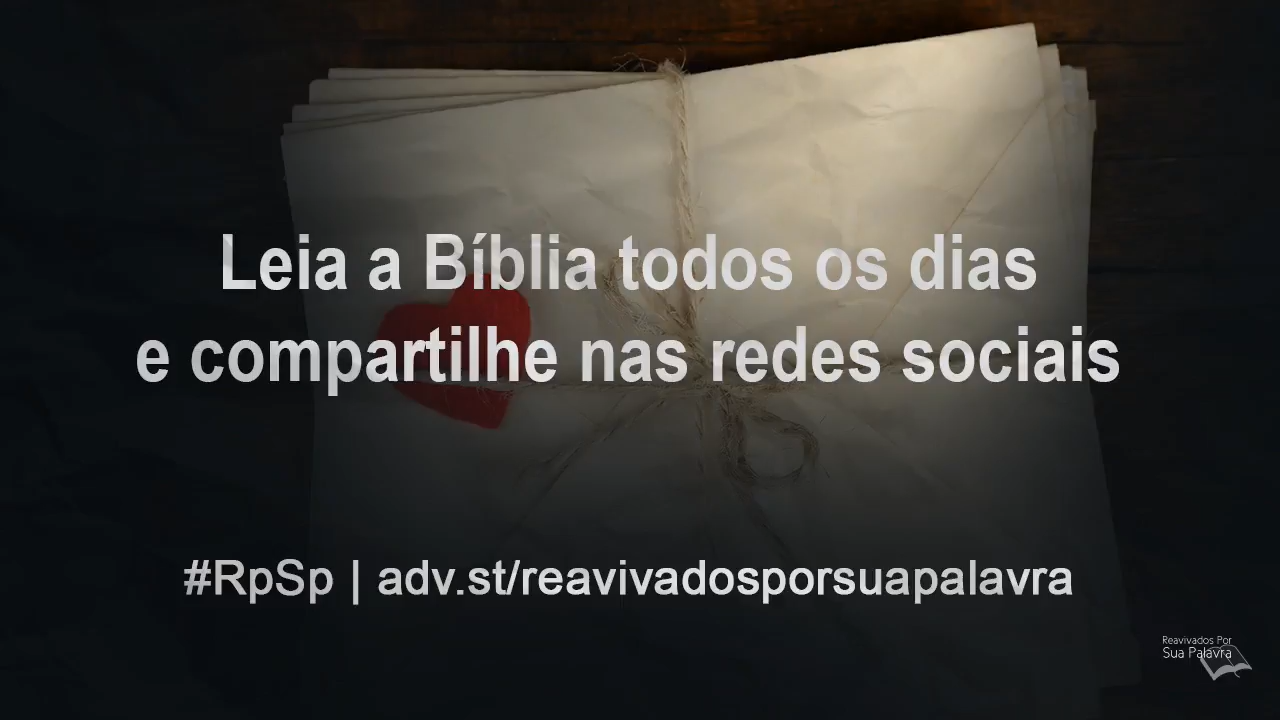 Leia a Bíblia todos os dias
e compartilhe nas redes sociais
#RpSp | adv.st/reavivadosporsuapalavra
Reavivados Por
Sua Palavra